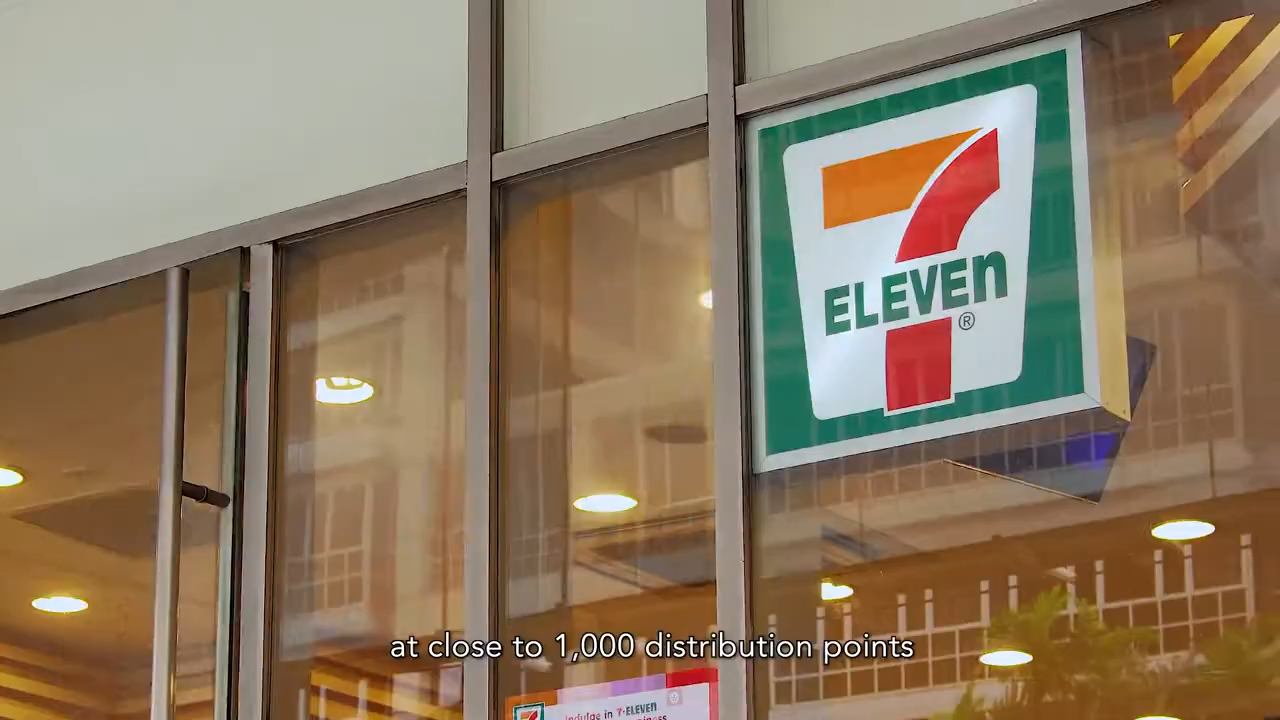 7
ELEVEn
®
at close to 1,000 distribution points
Indulge in 7-ELEVEn